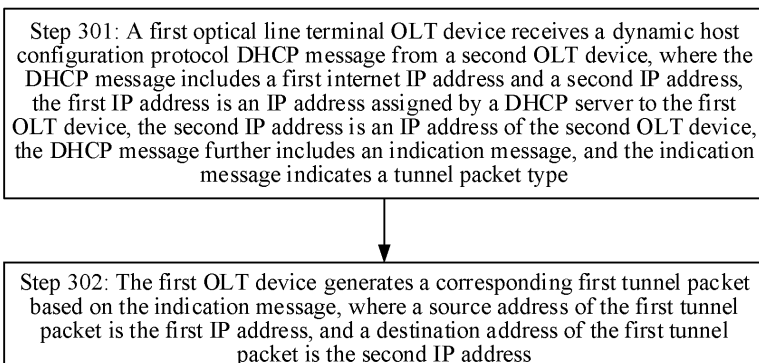 Step 301: A first optical line terminal OLT device receives a dynamic host
configuration protocol DHCP message from a second OLT device, where the
DHCP message includes a first internet IP address and a second IP address,
the first IP address is an IP address assigned by a DHCP server to the first
OLT device, the second IP address is an IP address of the second OLT device,
the DHCP message further includes an indication message, and the indication
message indicates a tunnel packet type
Step 302: The first OLT device generates a corresponding first tunnel packet
based on the indication message, where a source address of the first tunnel
packet is the first IP address, and a destination address of the first tunnel
packet is the second IP address